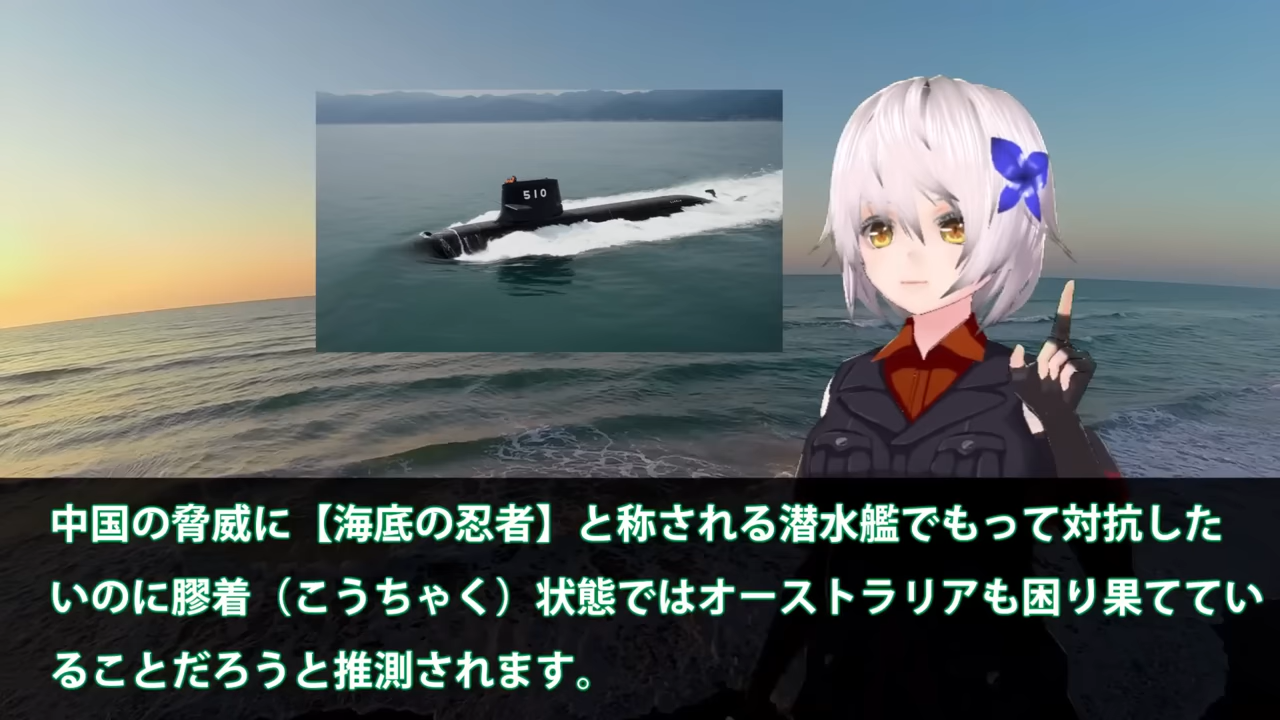 510
中国の脅威に【海底の忍者】と称される潜水艦でもって対抗した
いのに膠着（こうちゃく）状態ではオーストラリアも困り果ててい
ることだろうと推測されます。